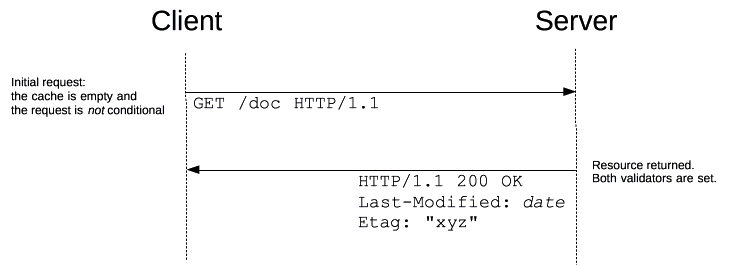 Client
Server
Initial request:
the cache is empty and
the request is not conditional
GET /doc HTTP/1.1
Resource returned.
Both validators are set.
HTTP/1.1 200 OK
Last-Modified: date
Etag: "xyz"